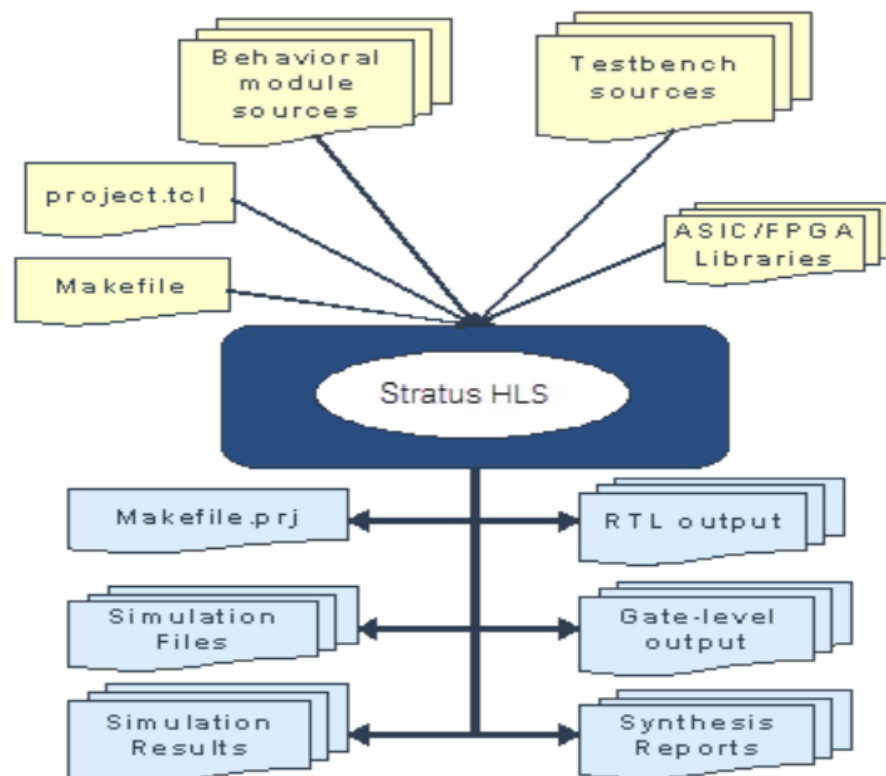 Behavioral
module
sources
Testbench
sources
project.tcl
ASIC/FPGA
Libraries
Makefile
Stratus HLS
Makefile.prj
RTL output
Simulation
Files
Gate-level
output
Simulation
Results
Synthesis
Reports